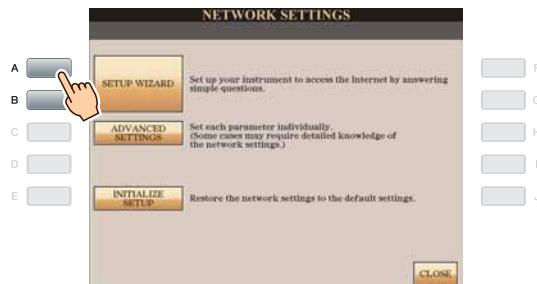 NETWORK SETTINGS
A
B
C
D
E
SETUP WIZARD
Set up your instrument to access the Internet by answering
simple questions.
ADVANCED
SETTINGS
Set each parameter individually.
(Some cases may require detailed knowledge of
the network settings.)
INITIALIZE
SETUP
Restore the network settings to the default settings.
CLOSE
F
H
I
J